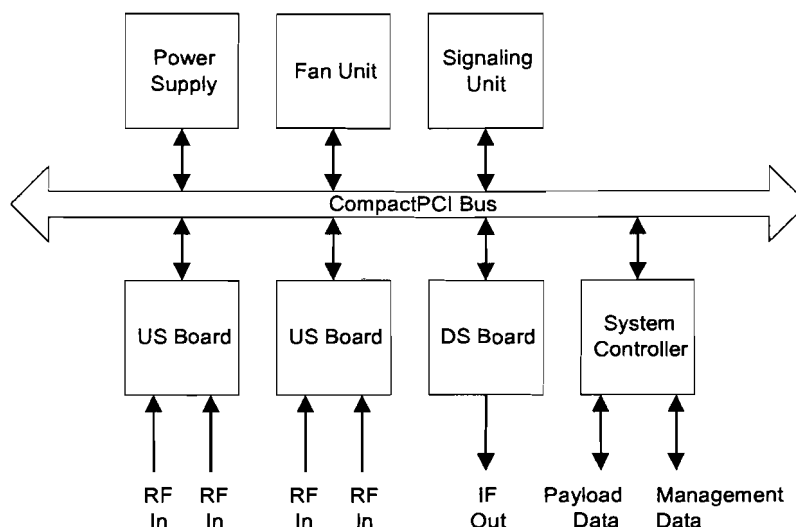 Power
Supply
Fan Unit
Signaling
Unit
CompactPCI Bus
US Board
US Board
DS Board
System
Controller
RF
In
RF
In
RF
In
RF
In
IF
Out
Payload
Data
Management
Data